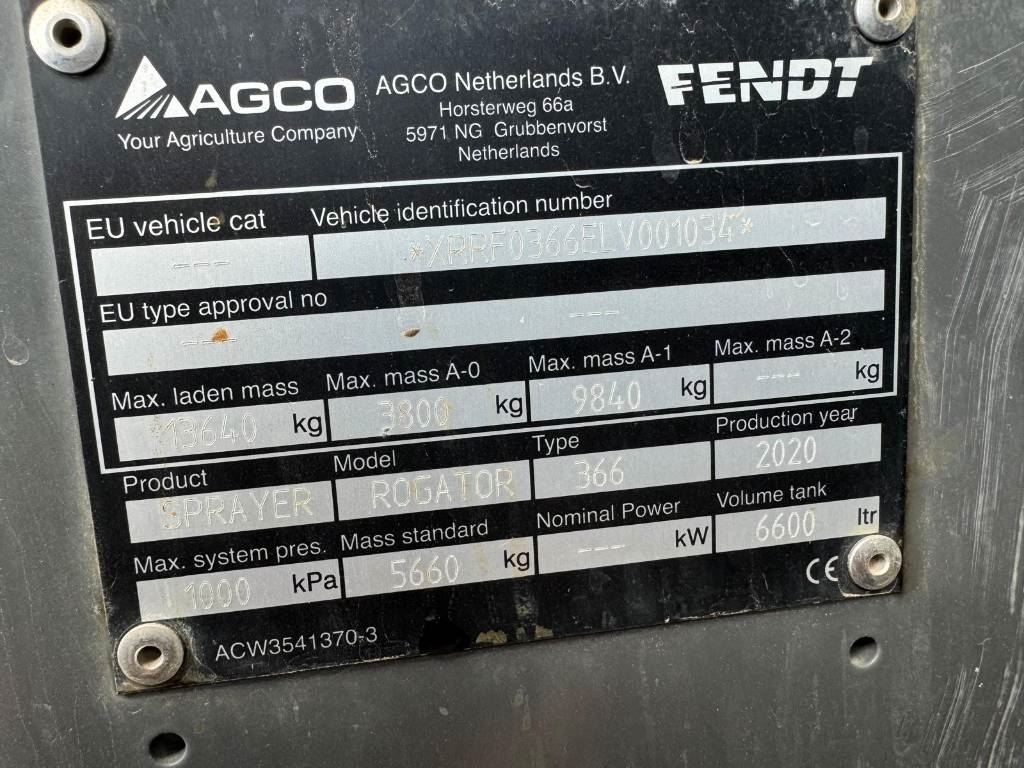 AGCO
Your Agriculture Company
AGCO Netherlands B.V.
Horsterweg 66a
5971 NG Grubbenvorst
Netherlands
FENDT
EU vehicle cat
---
Vehicle identification number
*XRRF0366ELV001034*
EU type approval no
--- ---
Max. laden mass
13640 kg
Max. mass A-0
3800 kg
Max. mass A-1
9840 kg
Max. mass A-2
--- kg
Product
SPRAYER
Model
ROGATOR
Type
366
Production year
2020
Max. system pres.
1000 kPa
Mass standard
5660 kg
Nominal Power
--- kW
Volume tank
6600 ltr
CE
ACW3541370-3